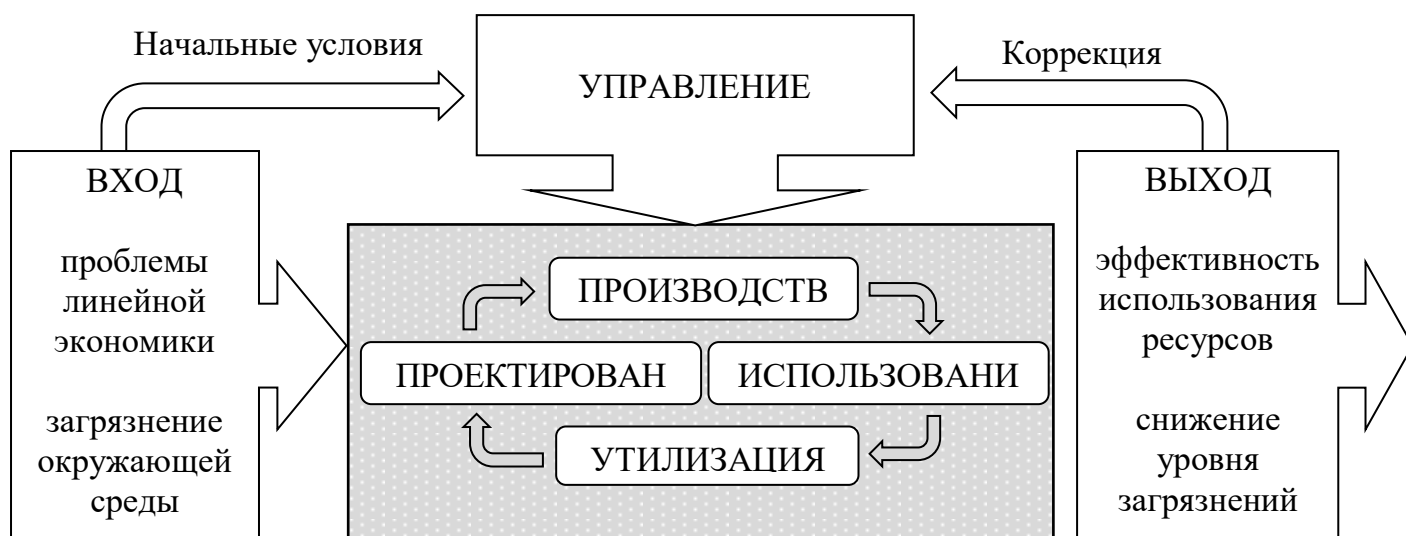 Начальные условия
УПРАВЛЕНИЕ
Коррекция
ВХОД
проблемы
линейной
экономики
загрязнение
окружающей
среды
ПРОИЗВОДСТВ
ПРОЕКТИРОВАН
ИСПОЛЬЗОВАНИ
УТИЛИЗАЦИЯ
ВЫХОД
эффективность
использования
ресурсов
снижение
уровня
загрязнений